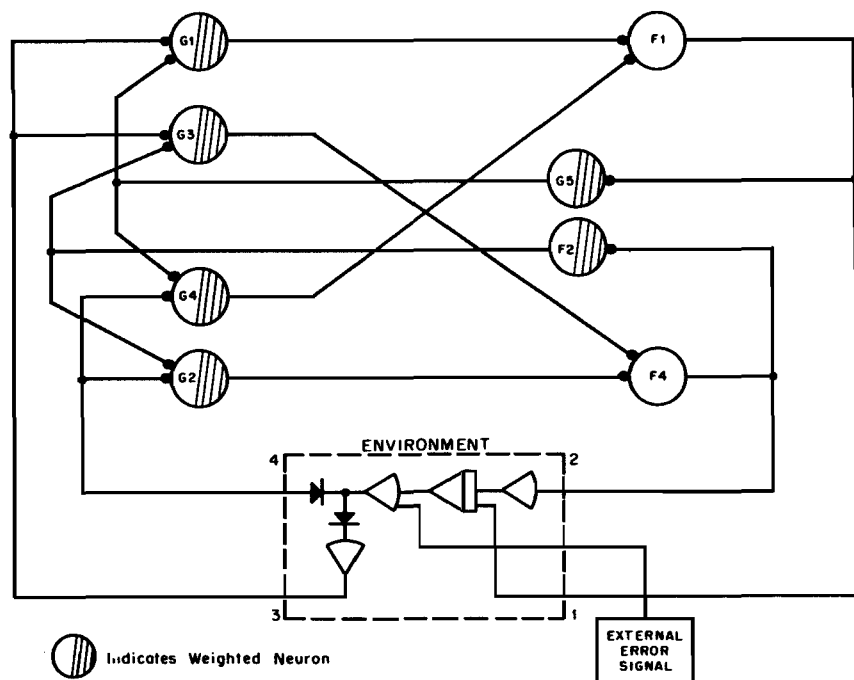 G1
F1
G3
G5
F2
G4
G2
F4
ENVIRONMENT
4
2
3
1
EXTERNAL
ERROR
SIGNAL
Indicates Weighted Neuron